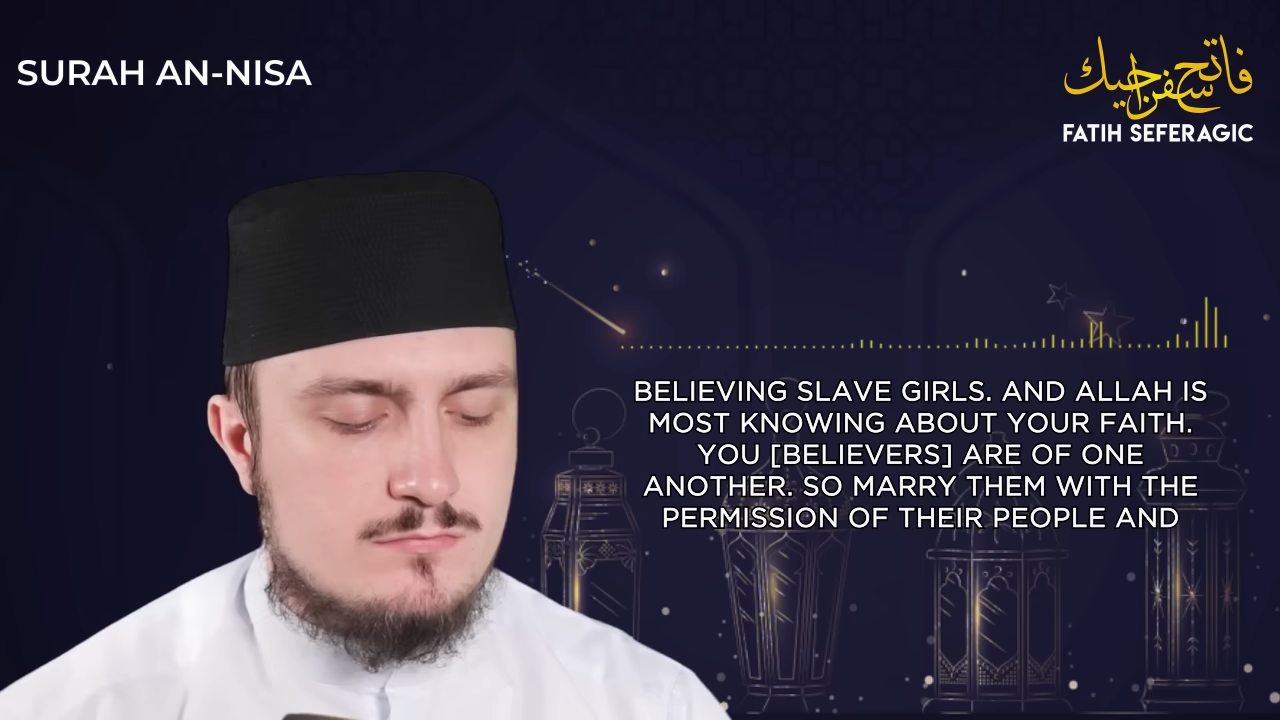 SURAH AN-NISA
فاتح سفراجيك
FATIH SEFERAGIC
BELIEVING SLAVE GIRLS. AND ALLAH IS
MOST KNOWING ABOUT YOUR FAITH.
YOU [BELIEVERS] ARE OF ONE
ANOTHER. SO MARRY THEM WITH THE
PERMISSION OF THEIR PEOPLE AND